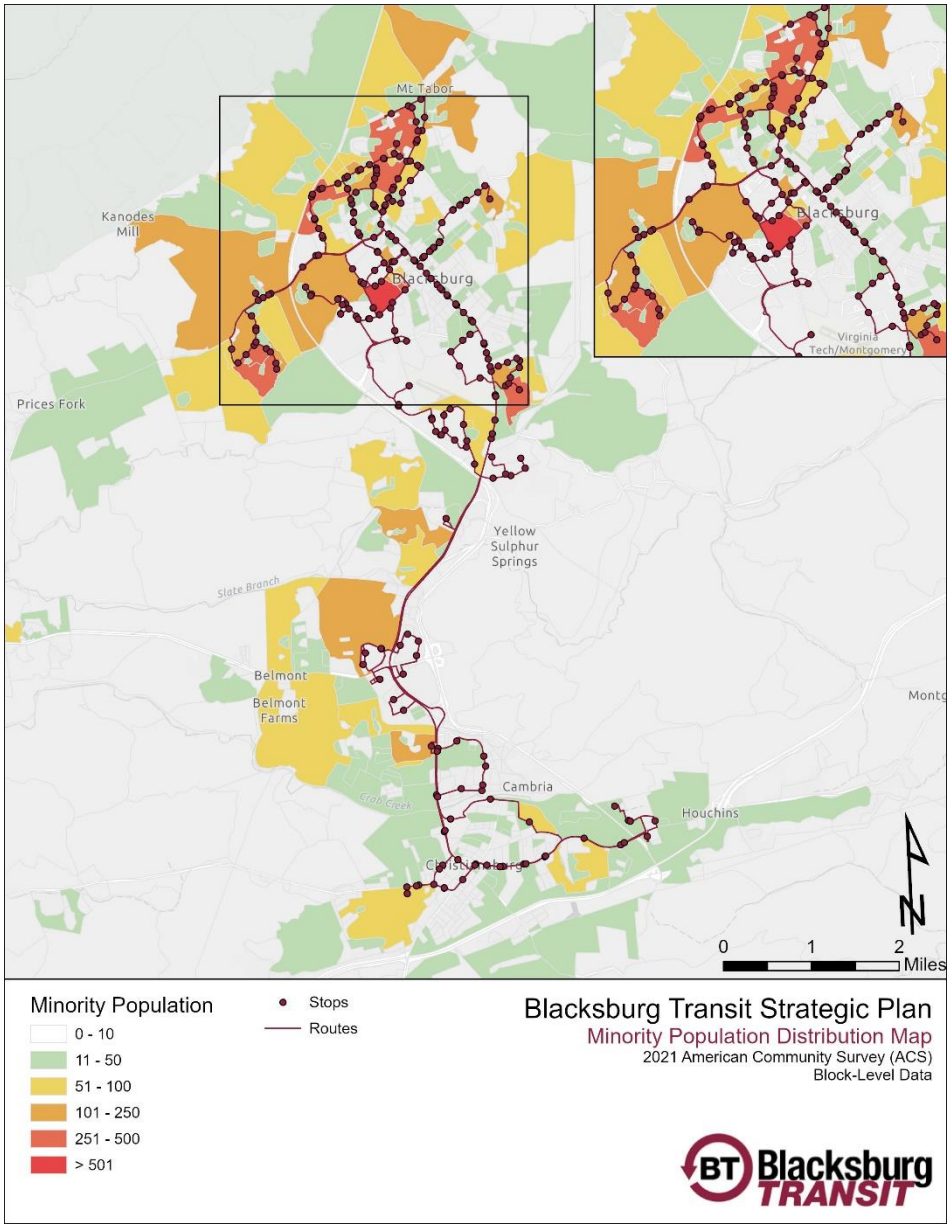 Mt Tabor
Kanodes
Mill
Blacksburg
Blacksburg
Virginia
Tech/Montgomery
Prices Fork
Yellow
Sulphur
Springs
Slate Branch
Belmont
Belmont
Farms
Montg
Crab Creek
Cambria
Houchins
Christiansburg
N
0 1 2
Miles
Minority Population
0 - 10
11 - 50
51 - 100
101 - 250
251 - 500
> 501
Stops
Routes
Blacksburg Transit Strategic Plan
Minority Population Distribution Map
2021 American Community Survey (ACS)
Block-Level Data
BT Blacksburg
TRANSIT